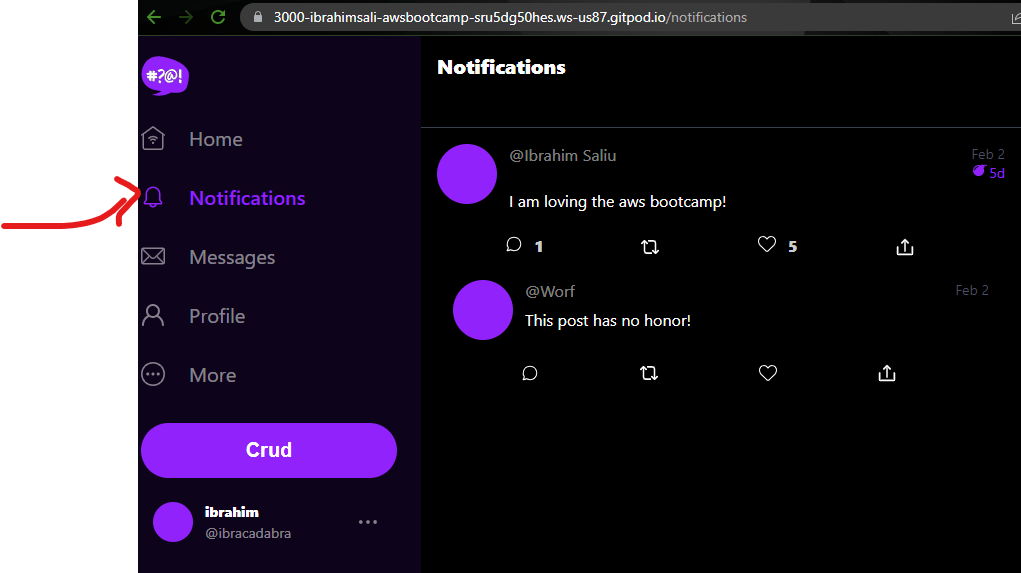 3000-ibrahimsali-awsbootcamp-sru5dg50hes.ws-us87.gitpod.io/notifications
#?@!
Home
Notifications
Messages
Profile
More
Crud
ibrahim
@ibracadabra
Notifications
@Ibrahim Saliu
Feb 2
5d
I am loving the aws bootcamp!
1
5
@Worf
Feb 2
This post has no honor!